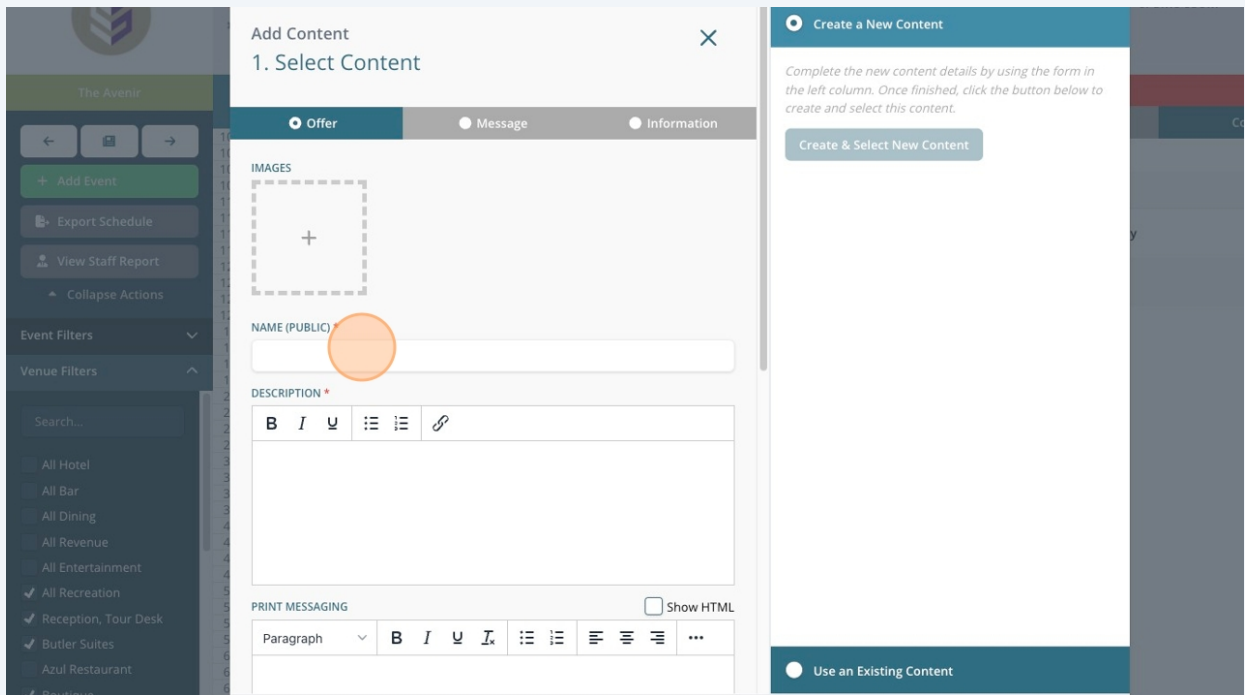 Add Content
1. Select Content
Offer
Message
Information
IMAGES
NAME (PUBLIC) *
DESCRIPTION *
B I U
PRINT MESSAGING
Show HTML
Paragraph
B I U
Create a New Content
Complete the new content details by using the form in
the left column. Once finished, click the button below to
create and select this content.
Create & Select New Content
Use an Existing Content
The Avenir
+ Add Event
Export Schedule
View Staff Report
Collapse Actions
Event Filters
Venue Filters
Search...
All Hotel
All Bar
All Dining
All Revenue
All Entertainment
All Recreation
Reception, Tour Desk
Butler Suites
Azul Restaurant
Boutique